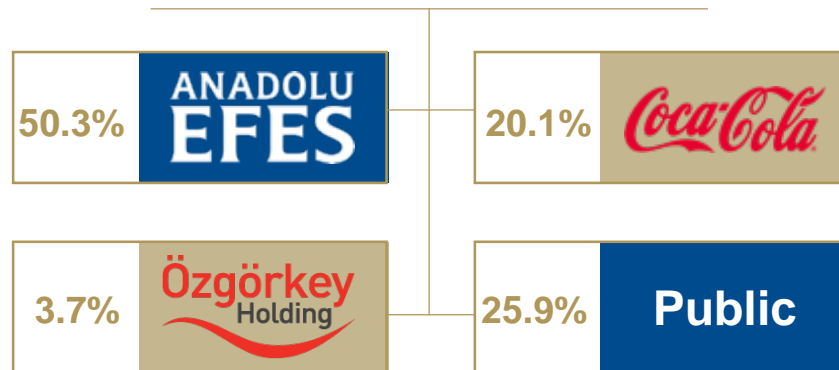 50.3%
ANADOLU
EFES
20.1%
Coca-Cola
3.7%
Özgörkey
Holding
25.9%
Public